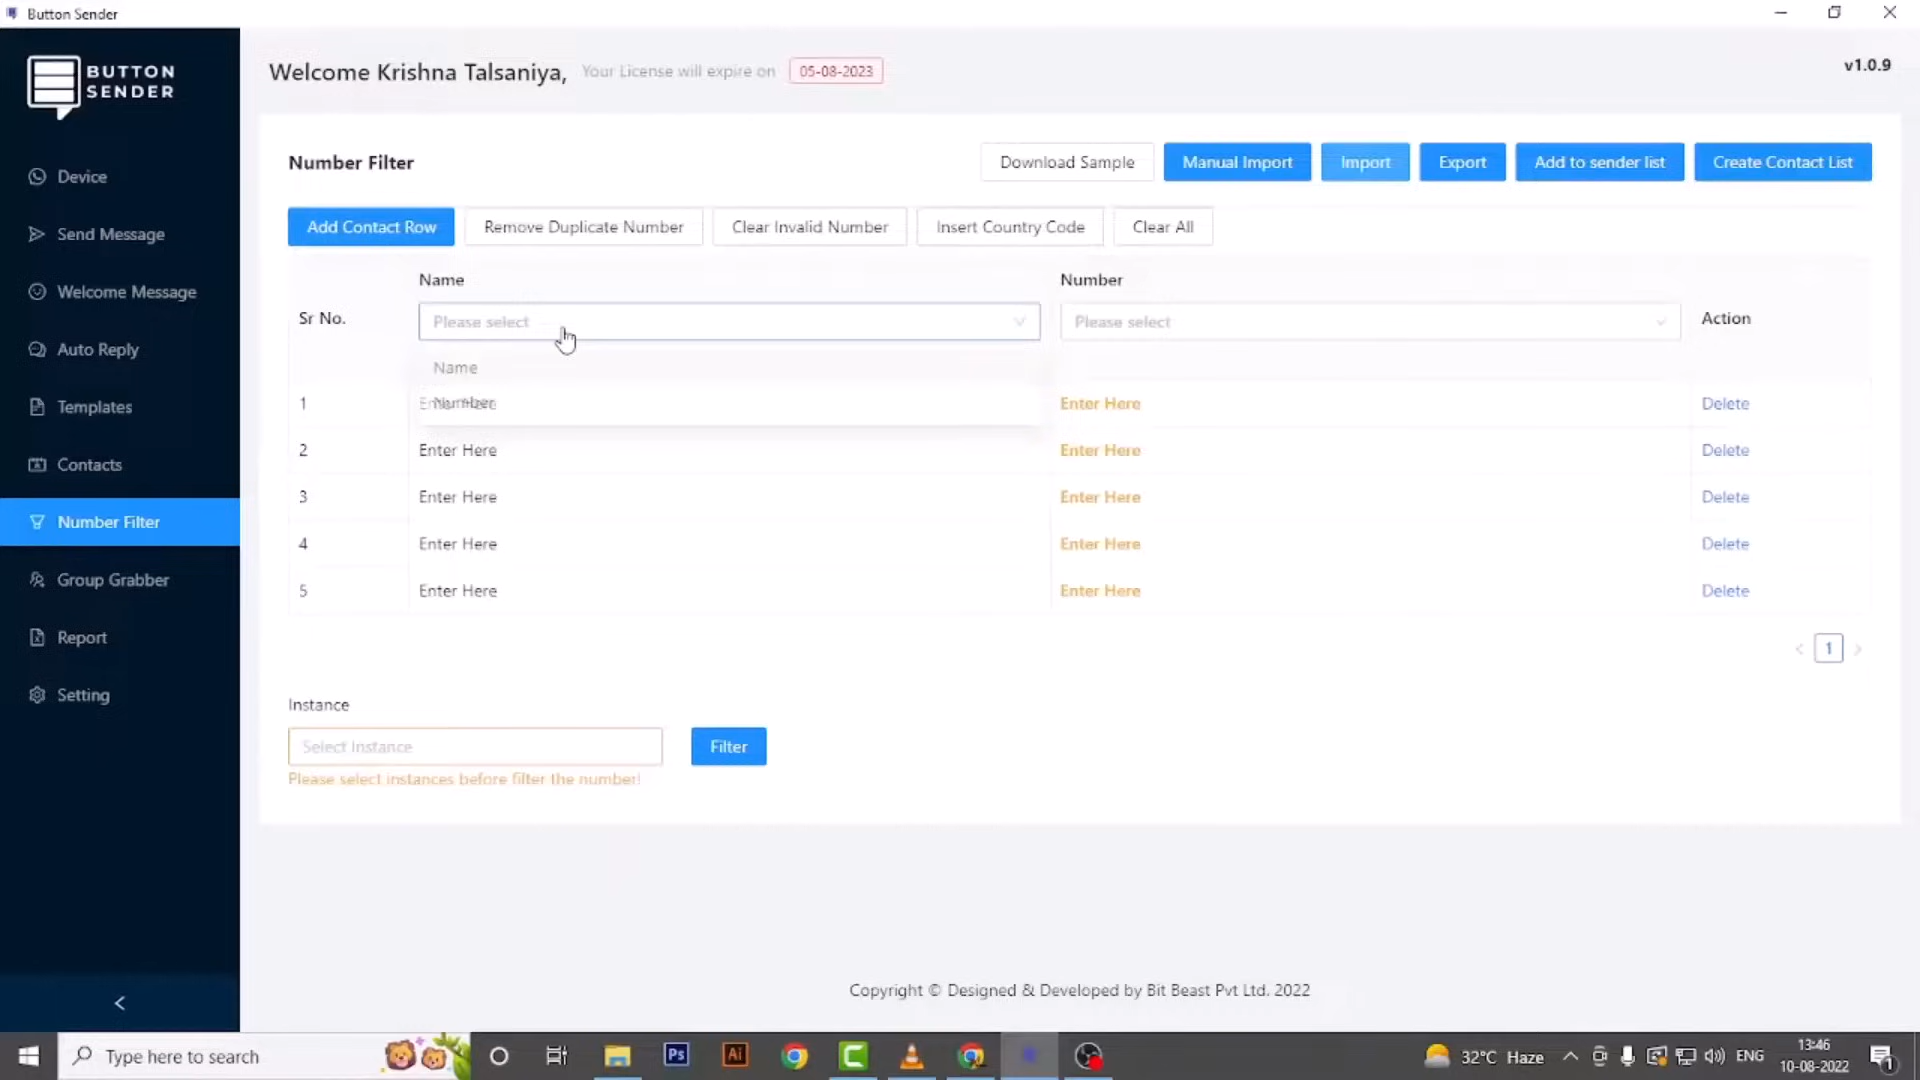 Button Sender
BUTTON
SENDER
Welcome Krishna Talsaniya, Your License will expire on 05-08-2023
v1.0.9
Device
Send Message
Welcome Message
Auto Reply
Templates
Contacts
Number Filter
Group Grabber
Report
Setting
Number Filter
Download Sample Manual Import Import Export Add to sender list Create Contact List
Add Contact Row Remove Duplicate Number Clear Invalid Number Insert Country Code Clear All
Sr No. Name Number Action
Please select Please select
Name
Number
1 Enter Here Enter Here Delete
2 Enter Here Enter Here Delete
3 Enter Here Enter Here Delete
4 Enter Here Enter Here Delete
5 Enter Here Enter Here Delete
< 1 >
Instance
Select Instance Filter
Please select instances before filter the number!
Copyright © Designed & Developed by Bit Beast Pvt Ltd. 2022
<
Type here to search
Ps
Ai
32°C Haze
ENG
13:46
10-08-2022
1